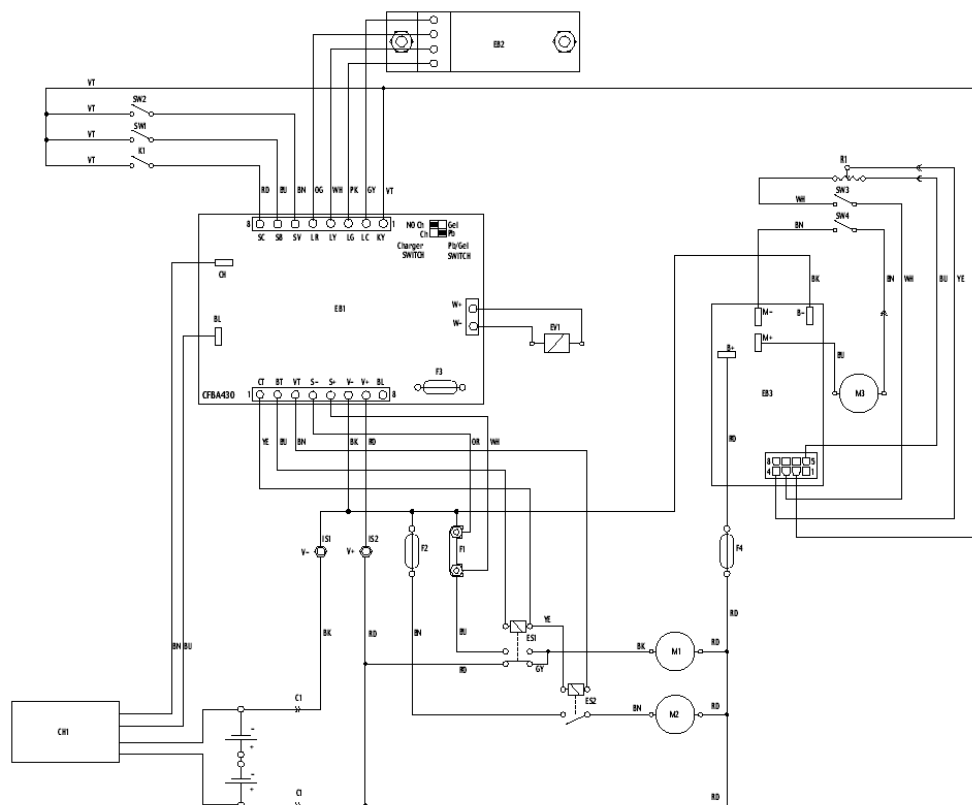 EB2
VT
SW2
VT
SW1
VT
K1
VT
RD BU BN OG WH PK GY VT
R1
SW3
WH
SW4
BN
BK BN WH BU YE
8 1
SC SB SV LR LY LG LC KY
NO Ch Gel
Ch Pb
Charger Pb/Gel
SWITCH SWITCH
CH
BL
EB1
W+
W-
EV1
M- B-
M+
B+
BU
EB3
M3
F3
CFBA430
CT BT VT S- S+ V- V+ BL
1 8
YE BU BN BK RD OR WH
RD
8 5
4 1
IS1 IS2
V- V+
F2 F1 F4
BK RD BN BU YE RD
ES1
BN BU
RD GY
BK M1 RD
ES2
C1
BN M2 RD
CH1
-
+
-
+
C1
RD